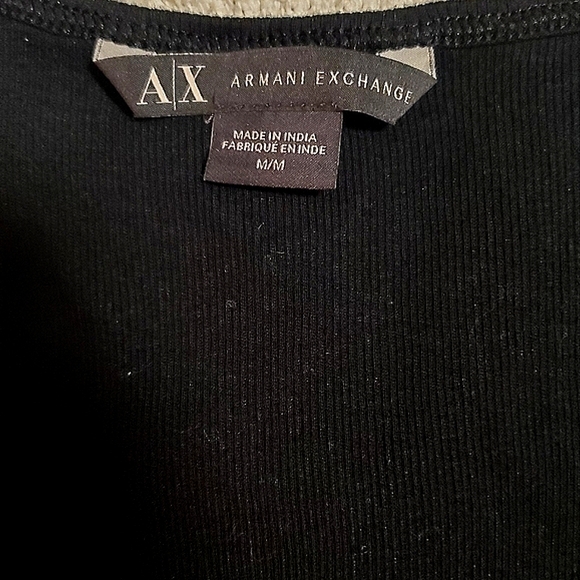 A|X ARMANI EXCHANGE
MADE IN INDIA
FABRIQUÉ EN INDE
M/M